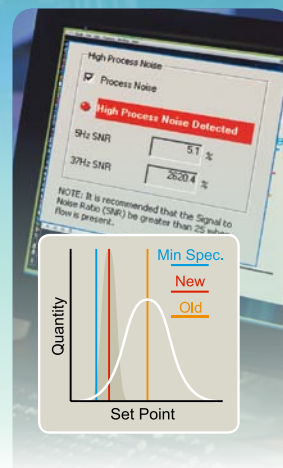 High Process Noise
Process Noise
High Process Noise Detected
5Hz SNR
5.1 %
37Hz SNR
2620.4 %
NOTE: It is recommended that the Signal to
Noise Ratio (SNR) be greater than 25 when
flow is present.
Min Spec.
New
Old
Quantity
Set Point